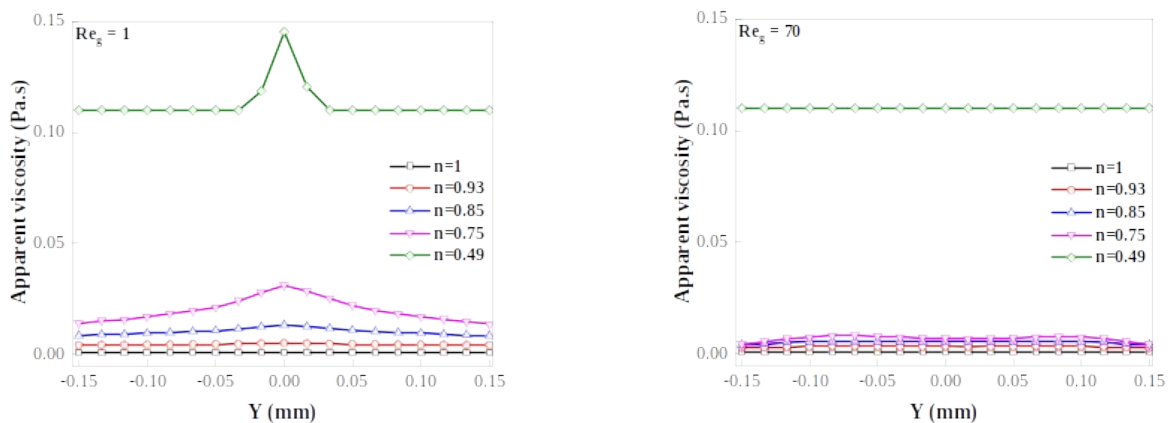 Re_g = 1
Apparent viscosity (Pa.s)
0.15
0.10
0.05
0.00
n=1
n=0.93
n=0.85
n=0.75
n=0.49
-0.15 -0.10 -0.05 0.00 0.05 0.10 0.15
Y (mm)
Re_g = 70
Apparent viscosity (Pa.s)
0.15
0.10
0.05
0.00
n=1
n=0.93
n=0.85
n=0.75
n=0.49
-0.15 -0.10 -0.05 0.00 0.05 0.10 0.15
Y (mm)